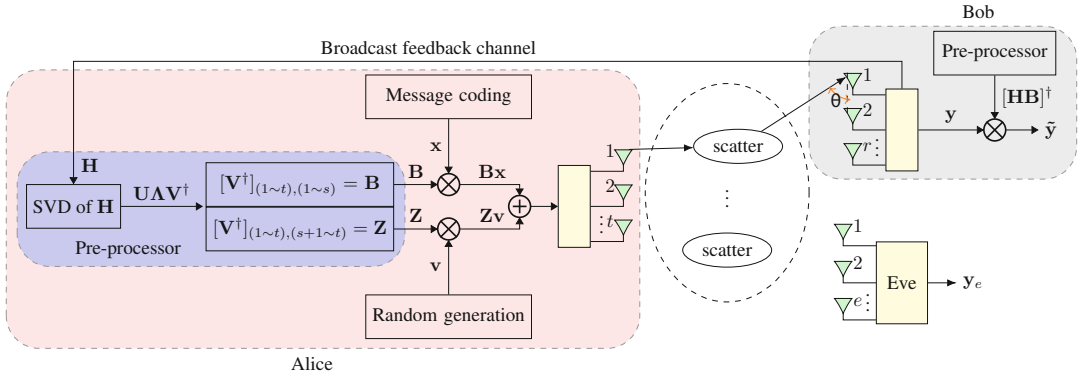 Bob
Broadcast feedback channel
Pre-processor
Message coding
1
θ
2
r⋮
[HB]†
y
ỹ
x
H
SVD of H
UΛV†
[V†](1∼t),(1∼s) = B
[V†](1∼t),(s+1∼t) = Z
Pre-processor
B
Bx
Z
Zv
v
1
2
⋮t
scatter
⋮
scatter
Random generation
1
2
e⋮
Eve
yₑ
Alice